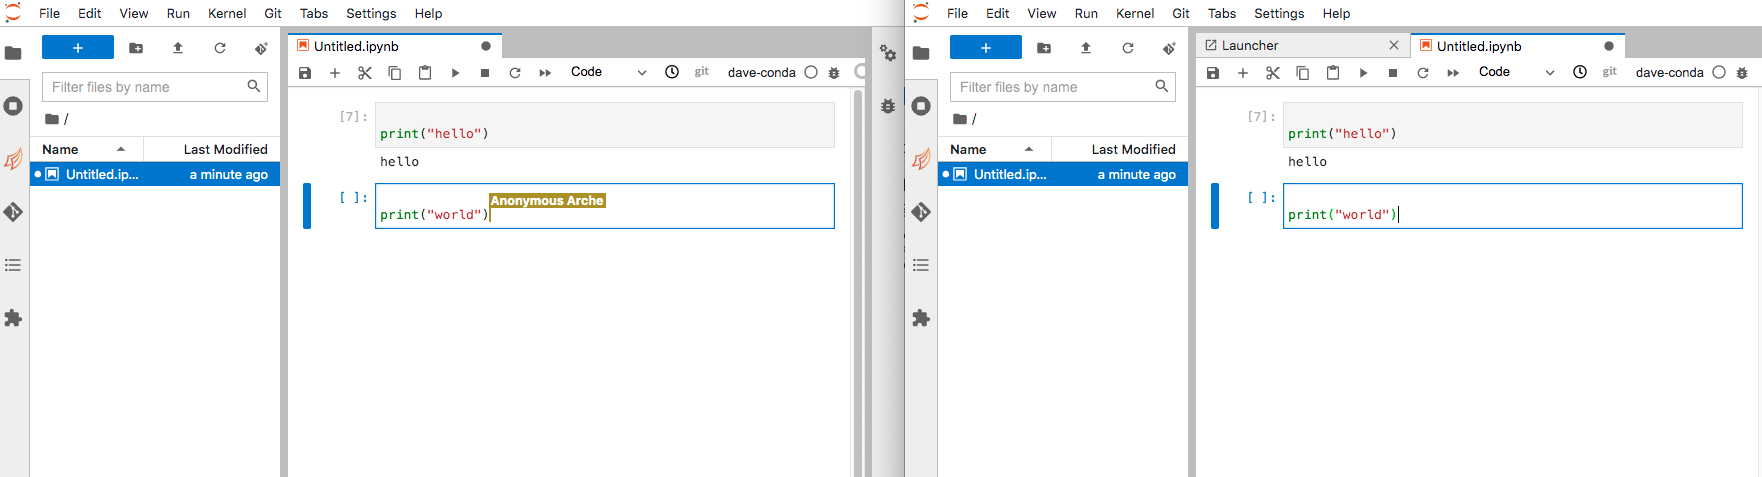 File Edit View Run Kernel Git Tabs Settings Help
+
Untitled.ipynb
Code
git
dave-conda
Filter files by name
/
Name Last Modified
Untitled.ip... a minute ago
[7]:
print("hello")
hello
[ ]:
Anonymous Arche
print("world")
File Edit View Run Kernel Git Tabs Settings Help
+
Launcher
Untitled.ipynb
Code
git
dave-conda
Filter files by name
/
Name Last Modified
Untitled.ip... a minute ago
[7]:
print("hello")
hello
[ ]:
print("world")